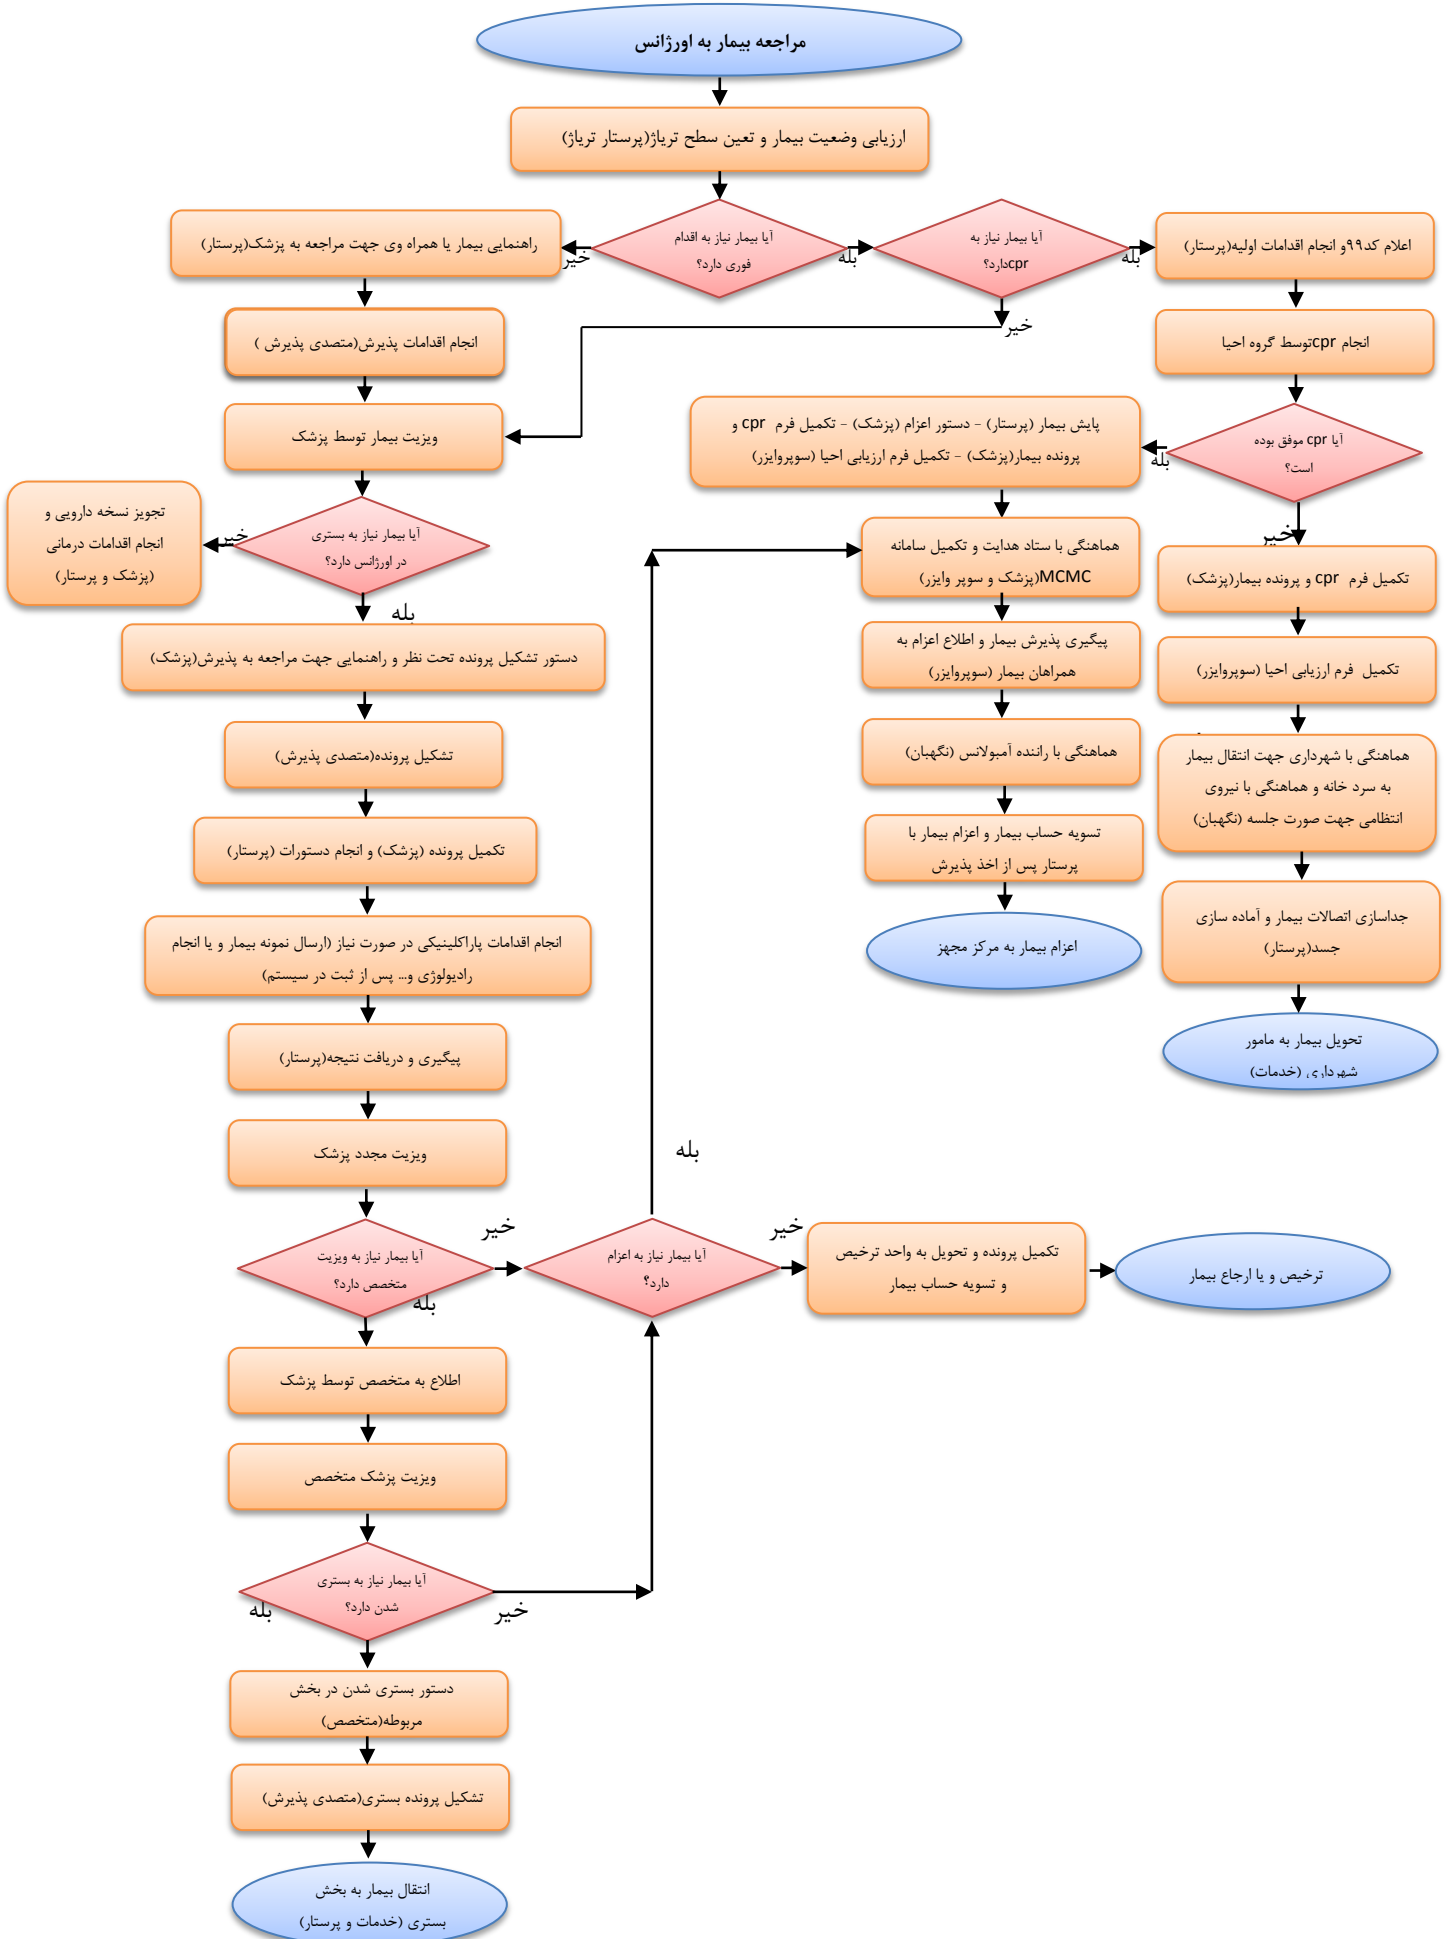 مراجعه بیمار به اورژانس
ارزیابی وضعیت بیمار و تعین سطح تریاژ(پرستار تریاژ)
آیا بیمار نیاز به اقدام
فوری دارد؟
خیر
بله
آیا بیمار نیاز به
cprدارد؟
بله
خیر
اعلام کد۹۹و انجام اقدامات اولیه(پرستار)
انجام cprتوسط گروه احیا
آیا cpr موفق بوده
است؟
بله
خیر
راهنمایی بیمار یا همراه وی جهت مراجعه به پزشک(پرستار)
انجام اقدامات پذیرش(متصدی پذیرش )
ویزیت بیمار توسط پزشک
آیا بیمار نیاز به بستری
در اورژانس دارد؟
خیر
تجویز نسخه دارویی و
انجام اقدامات درمانی
(پزشک و پرستار)
بله
پایش بیمار (پرستار) - دستور اعزام (پزشک) - تکمیل فرم cpr و
پرونده بیمار(پزشک) - تکمیل فرم ارزیابی احیا (سوپروایزر)
هماهنگی با ستاد هدایت و تکمیل سامانه
MCMC(پزشک و سوپر وایزر)
پیگیری پذیرش بیمار و اطلاع اعزام به
همراهان بیمار (سوپروایزر)
هماهنگی با راننده آمبولانس (نگهبان)
تسویه حساب بیمار و اعزام بیمار با
پرستار پس از اخذ پذیرش
اعزام بیمار به مرکز مجهز
تکمیل فرم cpr و پرونده بیمار(پزشک)
تکمیل فرم ارزیابی احیا (سوپروایزر)
هماهنگی با شهرداری جهت انتقال بیمار
به سرد خانه و هماهنگی با نیروی
انتظامی جهت صورت جلسه (نگهبان)
جداسازی اتصالات بیمار و آماده سازی
جسد(پرستار)
تحویل بیمار به مامور
شهرداری (خدمات)
دستور تشکیل پرونده تحت نظر و راهنمایی جهت مراجعه به پذیرش(پزشک)
تشکیل پرونده(متصدی پذیرش)
تکمیل پرونده (پزشک) و انجام دستورات (پرستار)
انجام اقدامات پاراکلینیکی در صورت نیاز (ارسال نمونه بیمار و یا انجام
رادیولوژی و... پس از ثبت در سیستم)
پیگیری و دریافت نتیجه(پرستار)
ویزیت مجدد پزشک
آیا بیمار نیاز به ویزیت
متخصص دارد؟
خیر
بله
آیا بیمار نیاز به اعزام
دارد؟
بله
خیر
تکمیل پرونده و تحویل به واحد ترخیص
و تسویه حساب بیمار
ترخیص و یا ارجاع بیمار
اطلاع به متخصص توسط پزشک
ویزیت پزشک متخصص
آیا بیمار نیاز به بستری
شدن دارد؟
بله
خیر
دستور بستری شدن در بخش
مربوطه(متخصص)
تشکیل پرونده بستری(متصدی پذیرش)
انتقال بیمار به بخش
بستری (خدمات و پرستار)